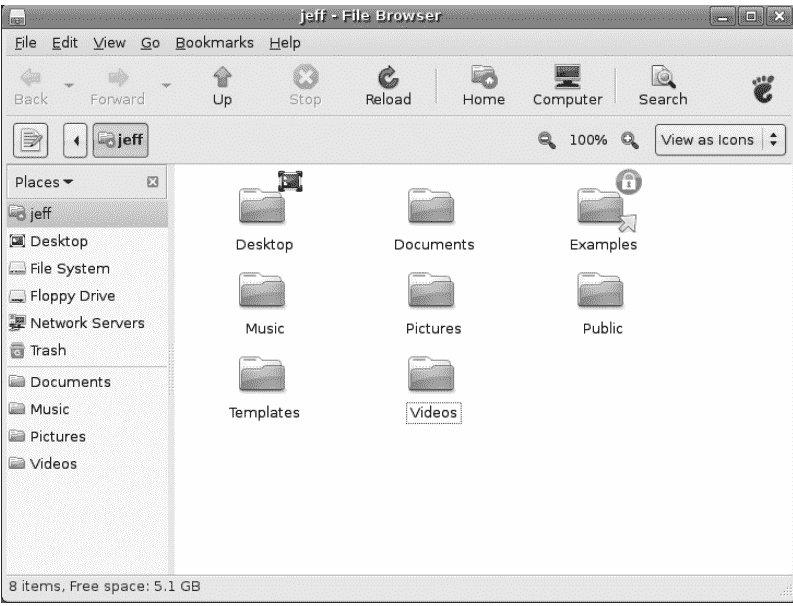 jeff - File Browser
File Edit View Go Bookmarks Help
Back Forward Up Stop Reload Home Computer Search
jeff 100% View as Icons
Places
jeff
Desktop
File System
Floppy Drive
Network Servers
Trash
Documents
Music
Pictures
Videos
Desktop Documents Examples
Music Pictures Public
Templates Videos
8 items, Free space: 5.1 GB